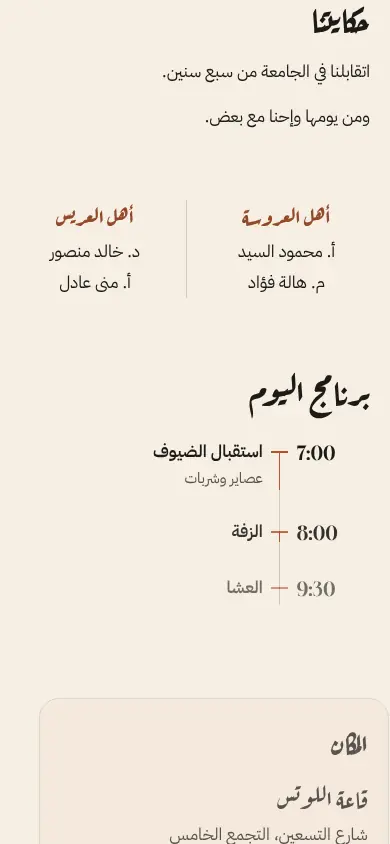 حكايتنا
اتقابلنا في الجامعة من سبع سنين.
ومن يومها وإحنا مع بعض.
أهل العروسة
أ. محمود السيد
م. هالة فؤاد
أهل العريس
د. خالد منصور
أ. منى عادل
برنامج اليوم
7:00 استقبال الضيوف
عصاير وشربات
8:00 الزفة
9:30 العشا
المكان
قاعة اللوتس
شارع التسعين، التجمع الخامس